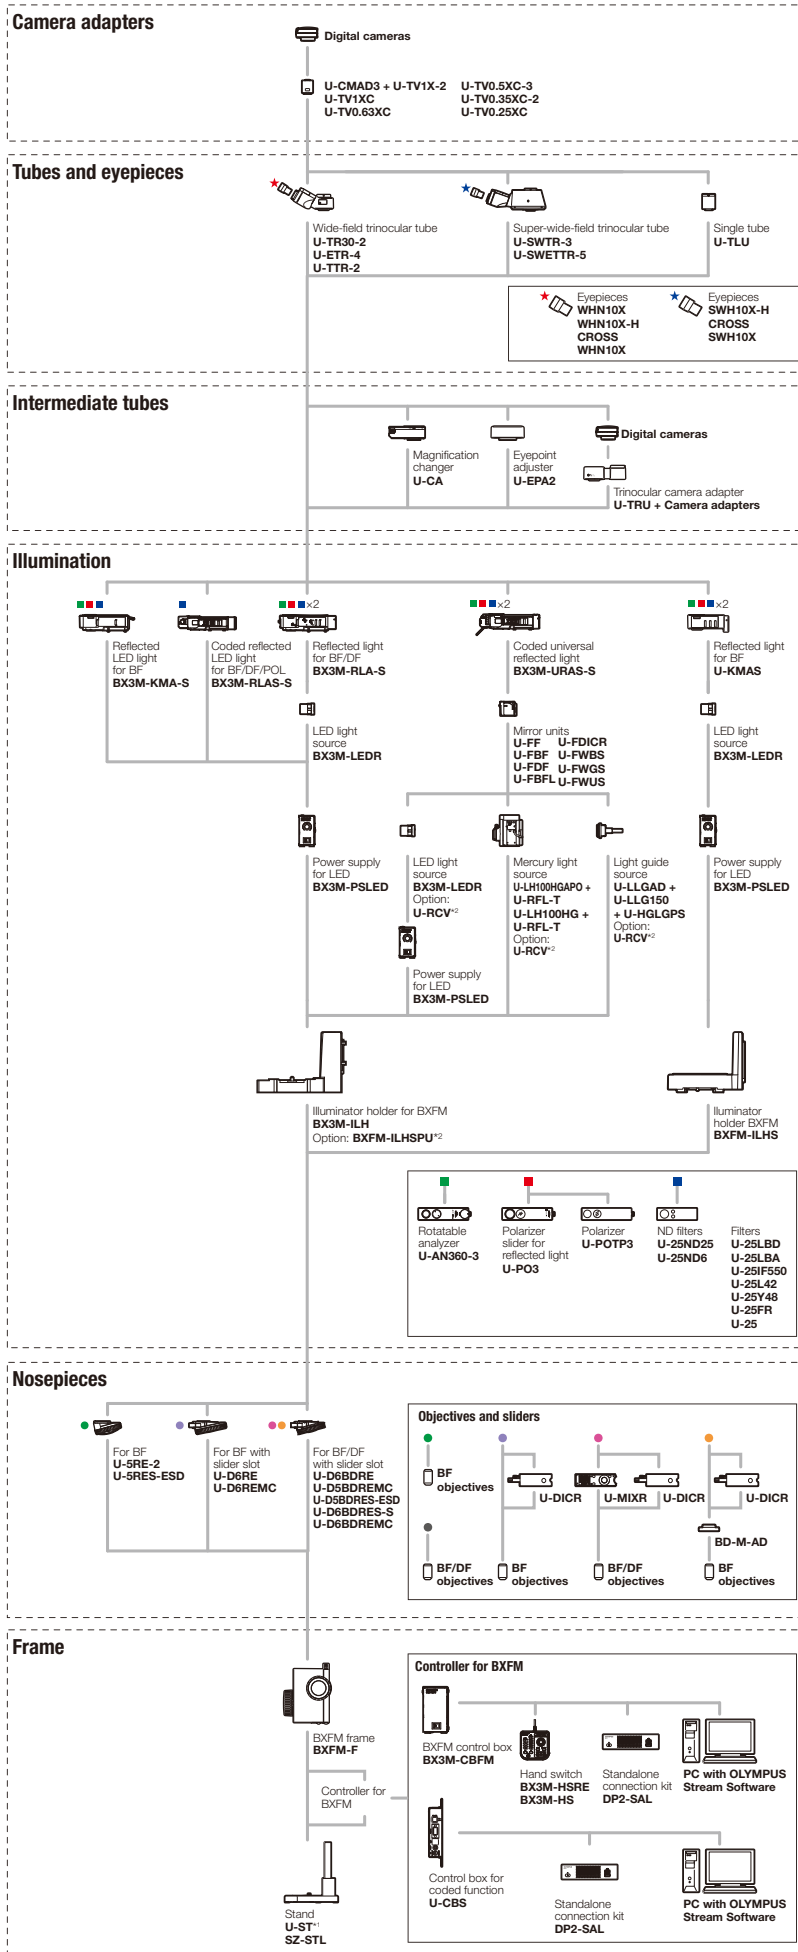 Camera adapters
Digital cameras
U-CMAD3 + U-TV1X-2
U-TV1XC
U-TV0.63XC
U-TV0.5XC-3
U-TV0.35XC-2
U-TV0.25XC
Tubes and eyepieces
Wide-field trinocular tube
U-TR30-2
U-ETR-4
U-TTR-2
Super-wide-field trinocular tube
U-SWTR-3
U-SWETTR-5
Single tube
U-TLU
Eyepieces
WHN10X
WHN10X-H
CROSS
WHN10X
Eyepieces
SWH10X-H
CROSS
SWH10X
Intermediate tubes
Magnification
changer
U-CA
Eyepoint
adjuster
U-EPA2
Digital cameras
Trinocular camera adapter
U-TRU + Camera adapters
Illumination
Reflected
LED light
for BF
BX3M-KMA-S
Coded reflected
LED light
for BF/DF/POL
BX3M-RLAS-S
×2
Reflected light
for BF/DF
BX3M-RLA-S
×2
Coded universal
reflected light
BX3M-URAS-S
×2
Reflected light
for BF
U-KMAS
LED light
source
BX3M-LEDR
Mirror units
U-FF
U-FBF
U-FDF
U-FBFL
U-FDICR
U-FWBS
U-FWGS
U-FWUS
LED light
source
BX3M-LEDR
Power supply
for LED
BX3M-PSLED
LED light
source
BX3M-LEDR
Option:
U-RCV*2
Mercury light
source
U-LH100HGAPO +
U-RFL-T
U-LH100HG +
U-RFL-T
Option:
U-RCV*2
Light guide
source
U-LLGAD +
U-LLG150
+ U-HGLGPS
Option:
U-RCV*2
Power supply
for LED
BX3M-PSLED
Power supply
for LED
BX3M-PSLED
Illuminator holder for BXFM
BX3M-ILH
Option: BXFM-ILHSPU*2
Iluminator
holder BXFM
BXFM-ILHS
Rotatable
analyzer
U-AN360-3
Polarizer
slider for
reflected light
U-PO3
Polarizer
U-POTP3
ND filters
U-25ND25
U-25ND6
Filters
U-25LBD
U-25LBA
U-25IF550
U-25L42
U-25Y48
U-25FR
U-25
Nosepieces
For BF
U-5RE-2
U-5RES-ESD
For BF with
slider slot
U-D6RE
U-D6REMC
For BF/DF
with slider slot
U-D6BDRE
U-D5BDREMC
U-D5BDRES-ESD
U-D6BDRES-S
U-D6BDREMC
Objectives and sliders
BF
objectives
U-DICR
U-MIXR
U-DICR
U-DICR
BD-M-AD
BF/DF
objectives
BF
objectives
BF/DF
objectives
BF
objectives
Frame
BXFM frame
BXFM-F
Controller for
BXFM
Stand
U-ST*1
SZ-STL
Controller for BXFM
BXFM control box
BX3M-CBFM
Hand switch
BX3M-HSRE
BX3M-HS
Standalone
connection kit
DP2-SAL
PC with OLYMPUS
Stream Software
Control box for
coded function
U-CBS
Standalone
connection kit
DP2-SAL
PC with OLYMPUS
Stream Software